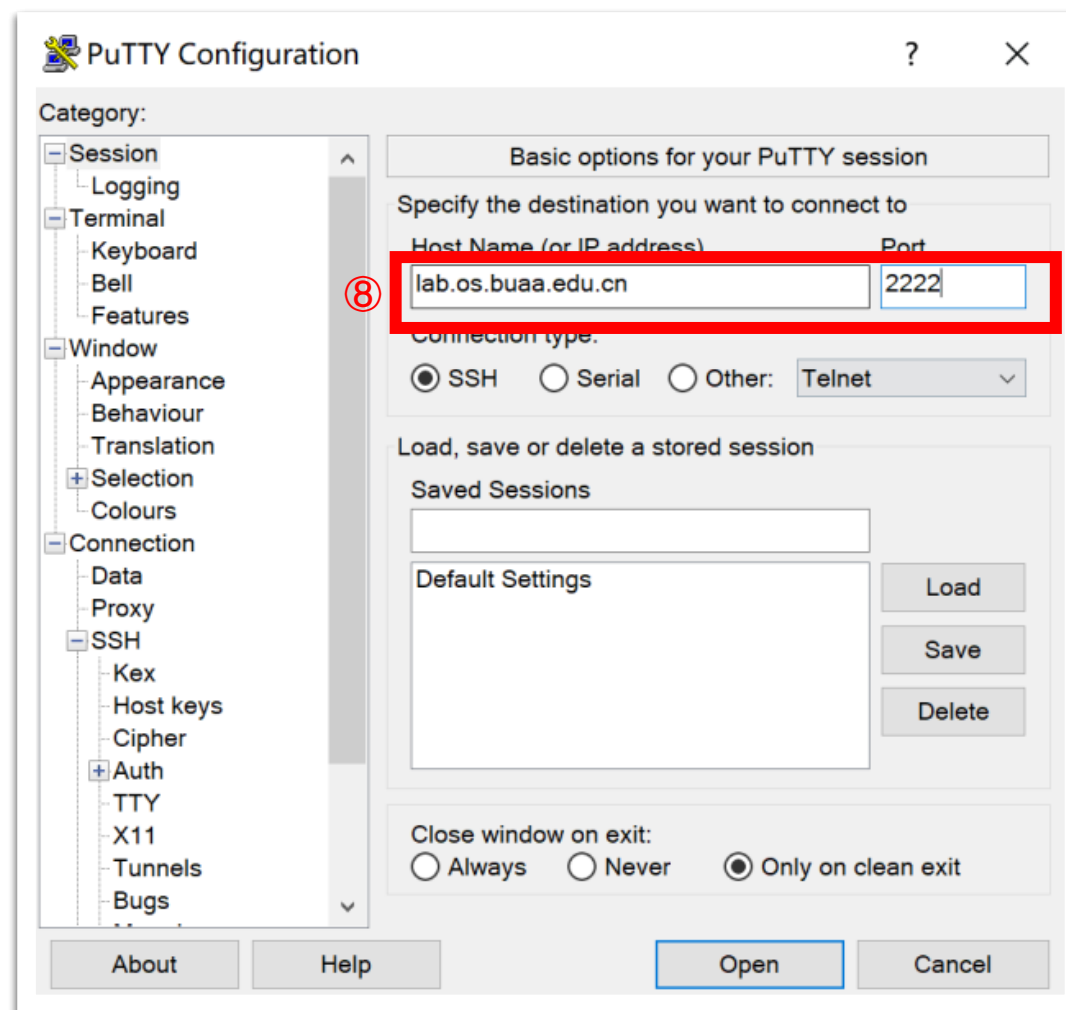 PuTTY Configuration
?
Category:
Session
Logging
Terminal
Keyboard
Bell
Features
Window
Appearance
Behaviour
Translation
Selection
Colours
Connection
Data
Proxy
SSH
Kex
Host keys
Cipher
Auth
TTY
X11
Tunnels
Bugs
Basic options for your PuTTY session
Specify the destination you want to connect to
Host Name (or IP address) Port
⑧ lab.os.buaa.edu.cn 2222
Connection type:
SSH Serial Other: Telnet
Load, save or delete a stored session
Saved Sessions
Default Settings
Load
Save
Delete
Close window on exit:
Always Never Only on clean exit
About Help Open Cancel